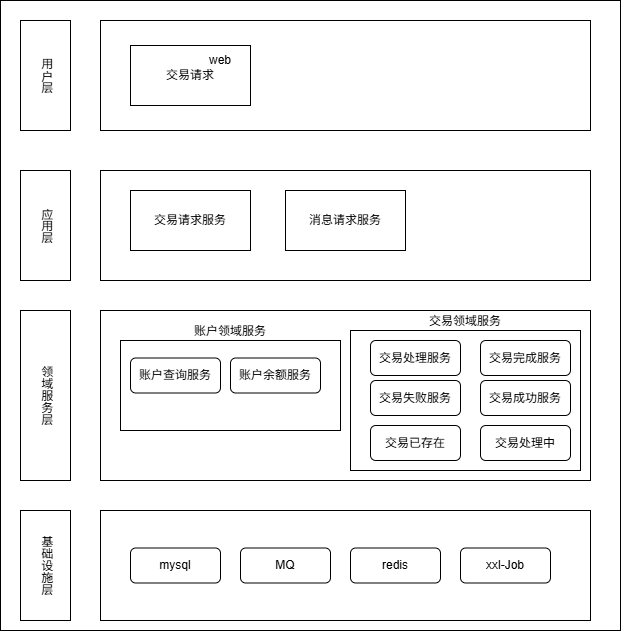 用户层
web
交易请求
应用层
交易请求服务
消息请求服务
领域服务层
账户领域服务
账户查询服务
账户余额服务
交易领域服务
交易处理服务
交易完成服务
交易失败服务
交易成功服务
交易已存在
交易处理中
基础设施层
mysql
MQ
redis
xxl-Job